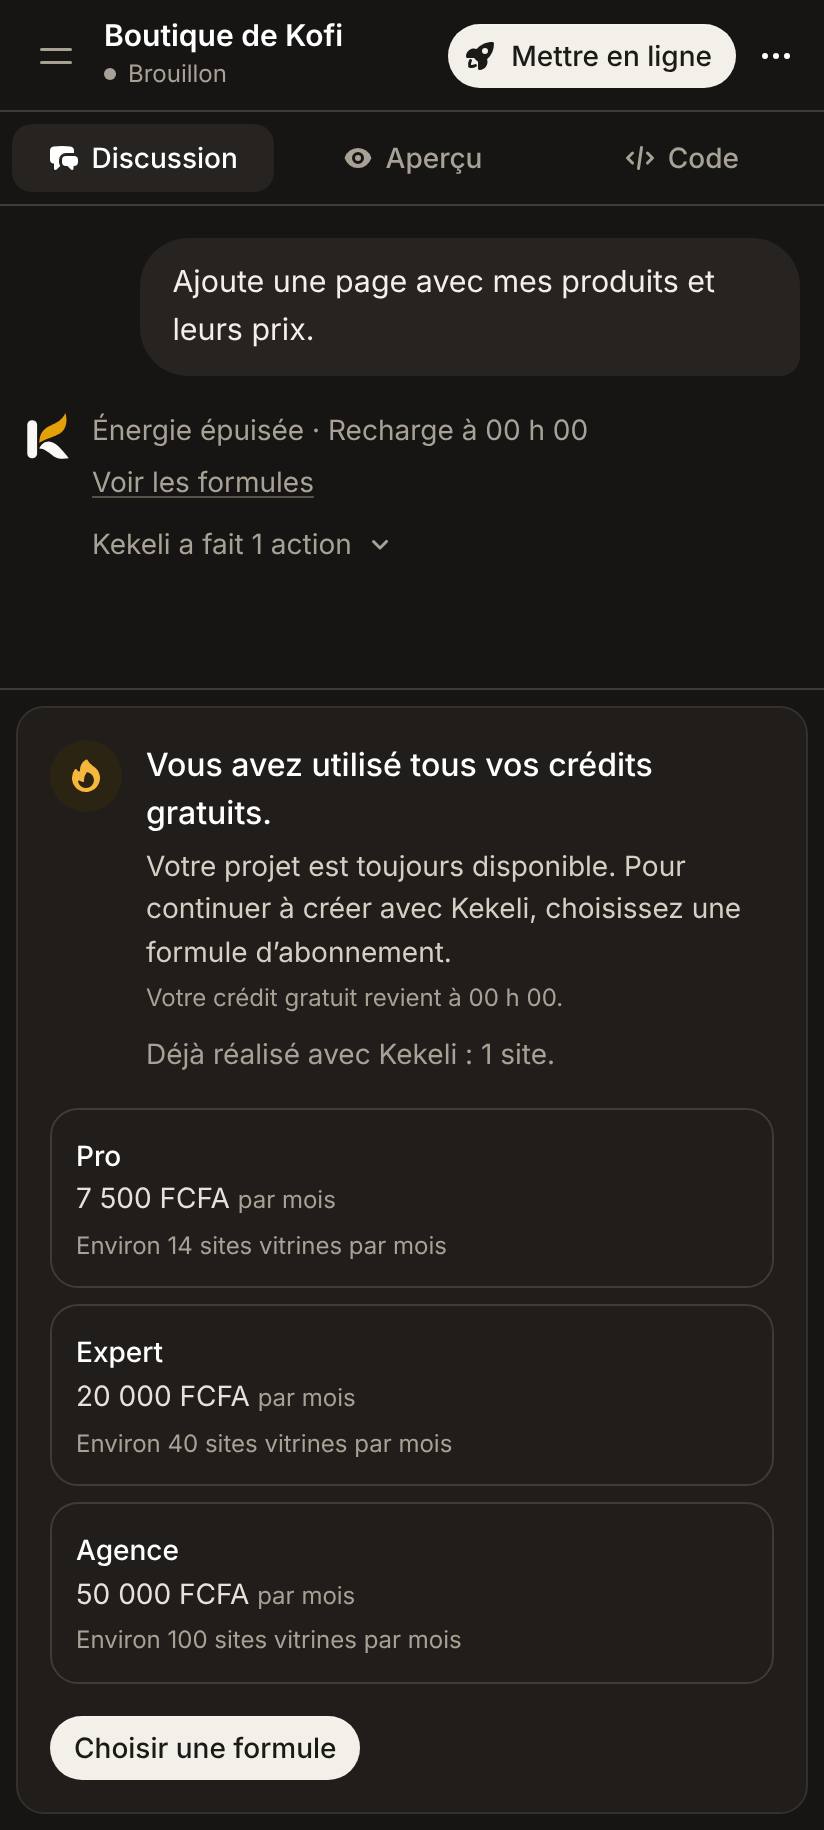 Boutique de Kofi
Brouillon
Mettre en ligne
Discussion
Aperçu
Code
Ajoute une page avec mes produits et
leurs prix.
Énergie épuisée · Recharge à 00 h 00
Voir les formules
Kekeli a fait 1 action
Vous avez utilisé tous vos crédits
gratuits.
Votre projet est toujours disponible. Pour
continuer à créer avec Kekeli, choisissez une
formule d’abonnement.
Votre crédit gratuit revient à 00 h 00.
Déjà réalisé avec Kekeli : 1 site.
Pro
7 500 FCFA par mois
Environ 14 sites vitrines par mois
Expert
20 000 FCFA par mois
Environ 40 sites vitrines par mois
Agence
50 000 FCFA par mois
Environ 100 sites vitrines par mois
Choisir une formule